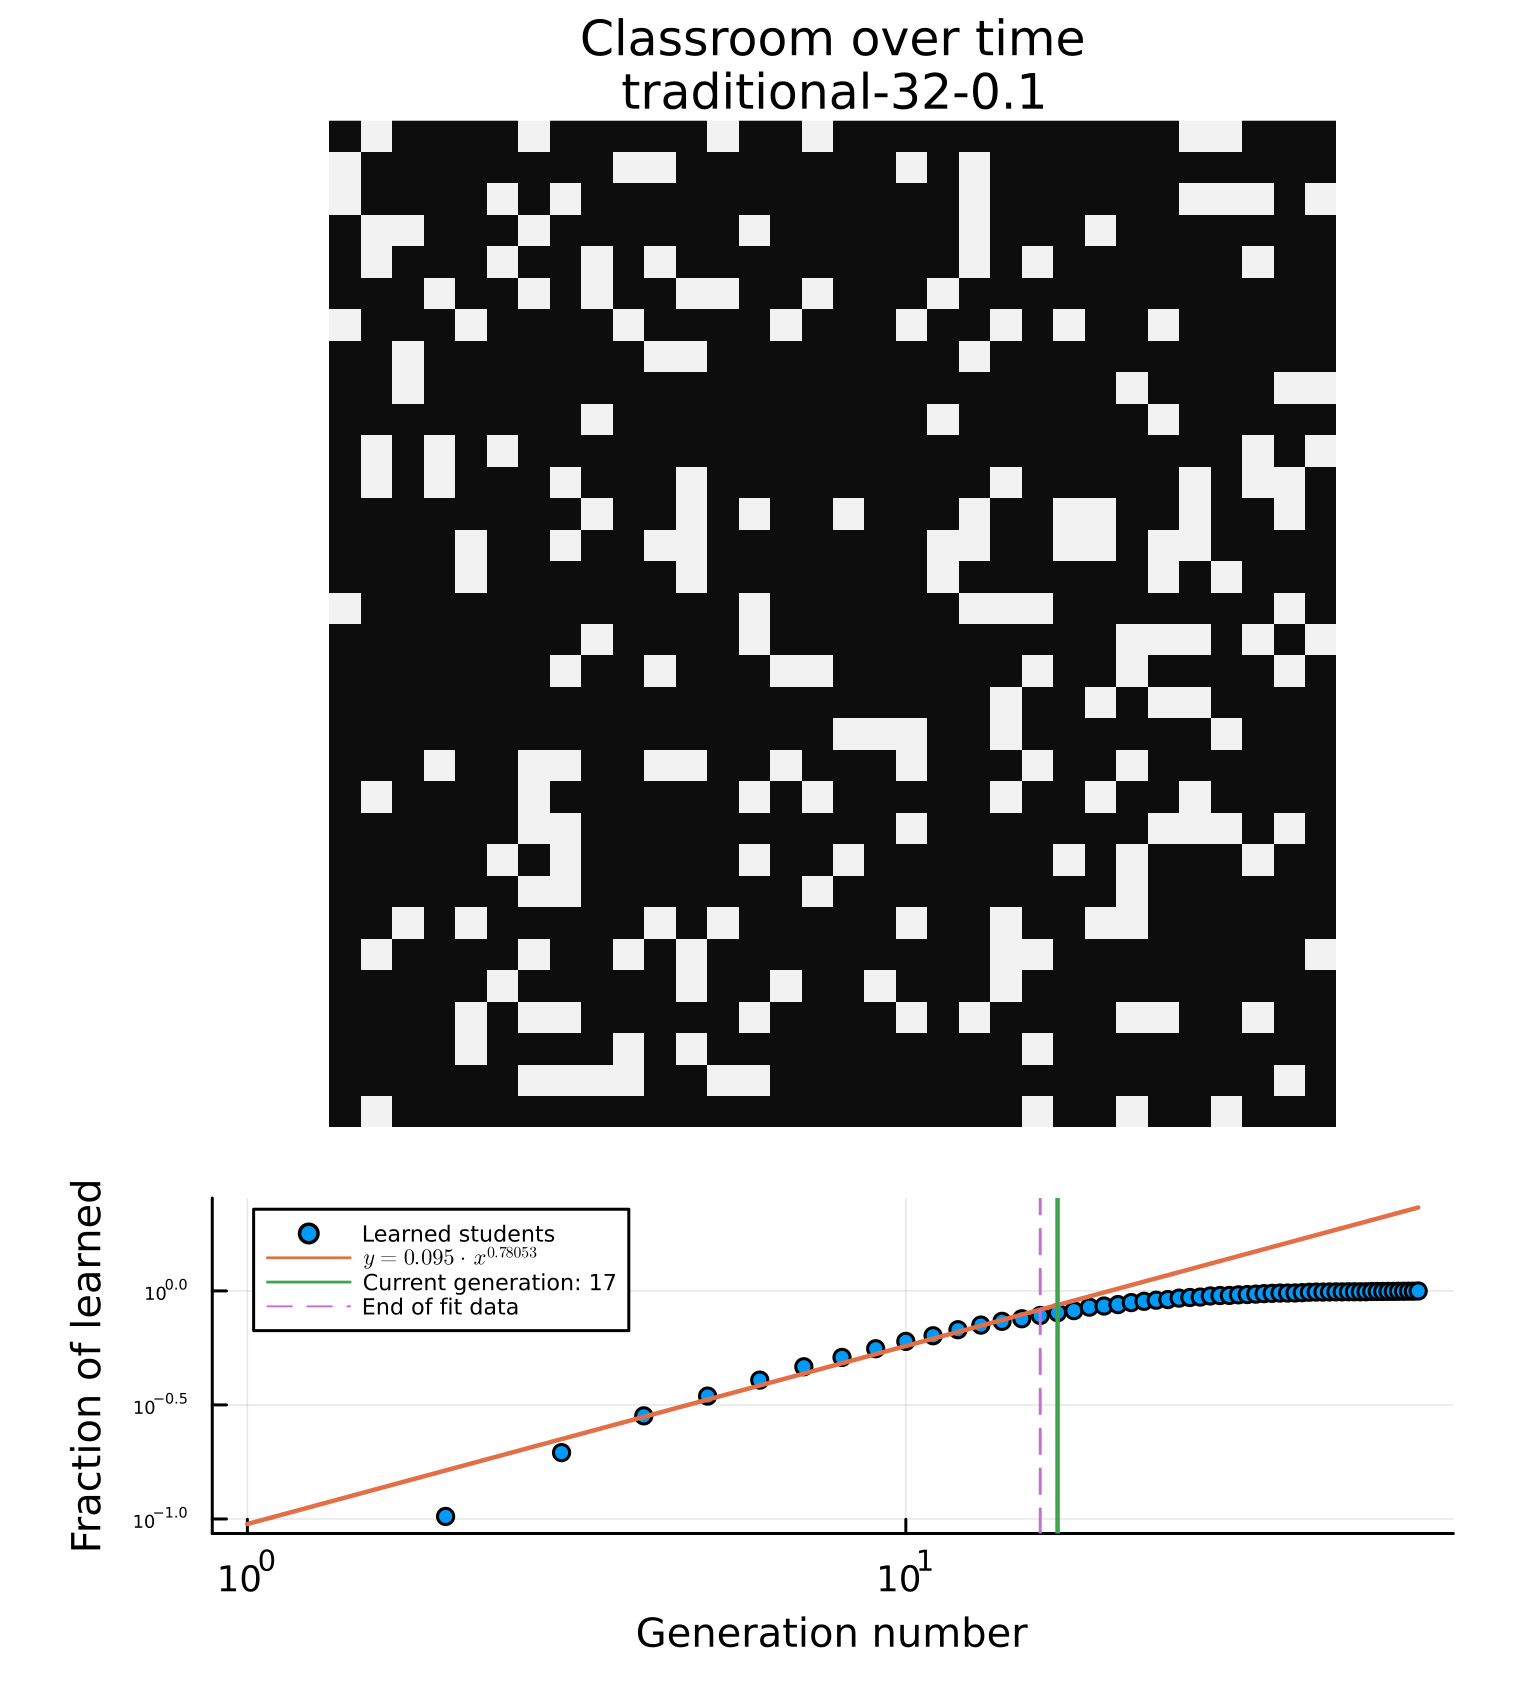 Classroom over time
traditional-32-0.1
Fraction of learned
Learned students
y = 0.095 · x^0.78053
Current generation: 17
End of fit data
10^0.0
10^−0.5
10^−1.0
10^0
10^1
Generation number